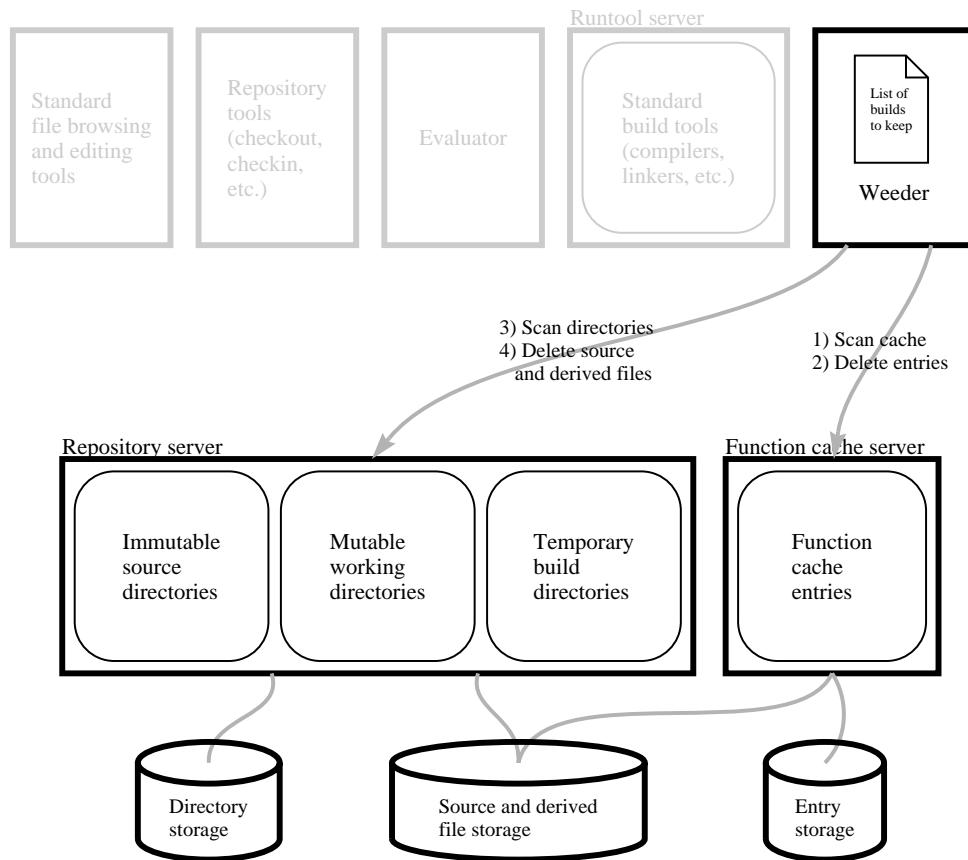 Runtool server
Standard
file browsing
and editing
tools
Repository
tools
(checkout,
checkin,
etc.)
Evaluator
Standard
build tools
(compilers,
linkers, etc.)
List of
builds
to keep
Weeder
3) Scan directories
4) Delete source
and derived files
1) Scan cache
2) Delete entries
Repository server
Function cache server
Immutable
source
directories
Mutable
working
directories
Temporary
build
directories
Function
cache
entries
Directory
storage
Source and derived
file storage
Entry
storage